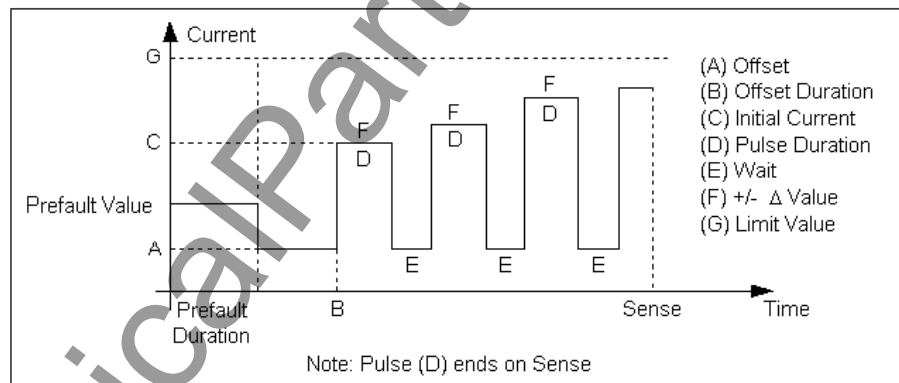 Current
G
F
D
F
D
F
D
C
Prefault Value
A
E
E
E
Prefault
Duration
B
Sense
Time
(A) Offset
(B) Offset Duration
(C) Initial Current
(D) Pulse Duration
(E) Wait
(F) +/- Δ Value
(G) Limit Value
Note: Pulse (D) ends on Sense
icalPart